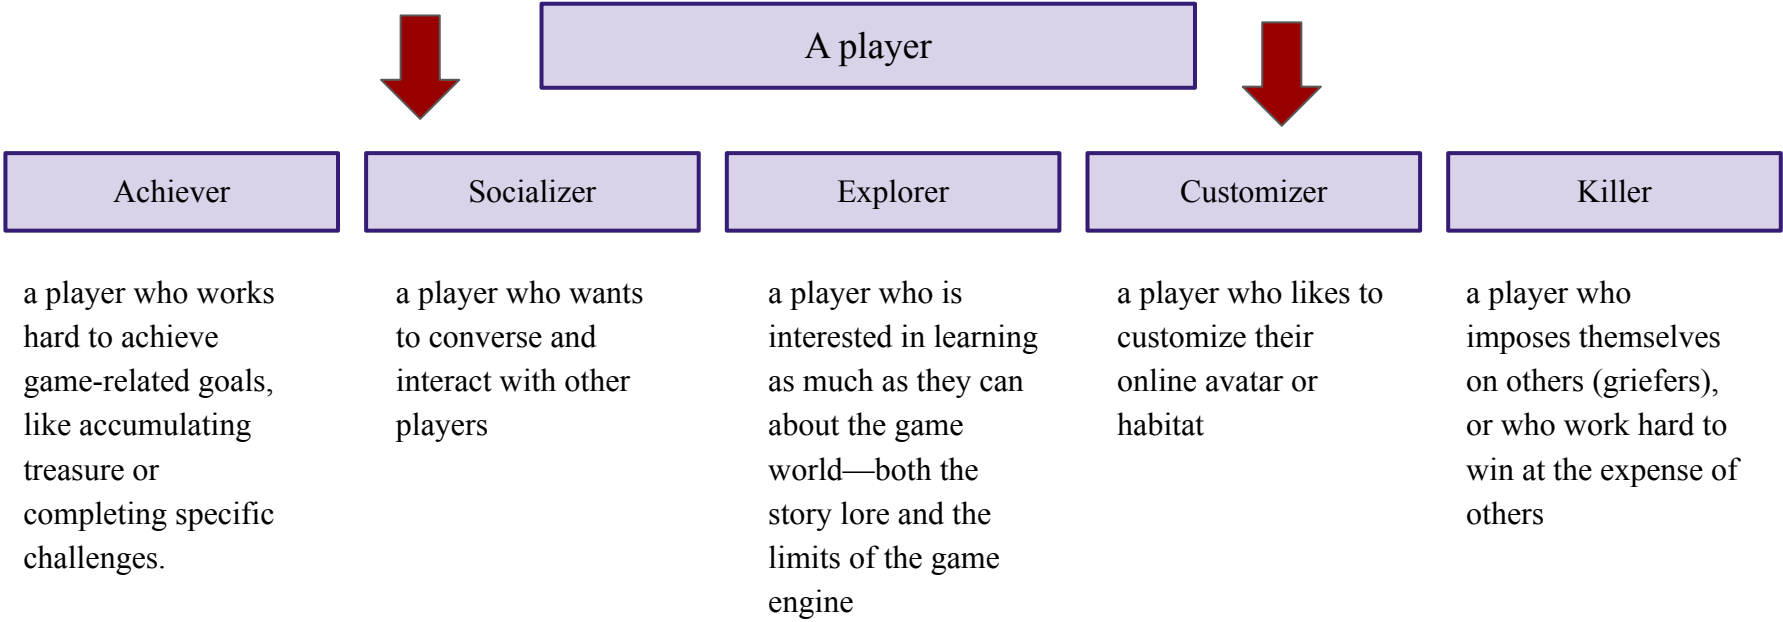 A player
Achiever
Socializer
Explorer
Customizer
Killer
a player who works
hard to achieve
game-related goals,
like accumulating
treasure or
completing specific
challenges.
a player who wants
to converse and
interact with other
players
a player who is
interested in learning
as much as they can
about the game
world—both the
story lore and the
limits of the game
engine
a player who likes to
customize their
online avatar or
habitat
a player who
imposes themselves
on others (griefers),
or who work hard to
win at the expense of
others